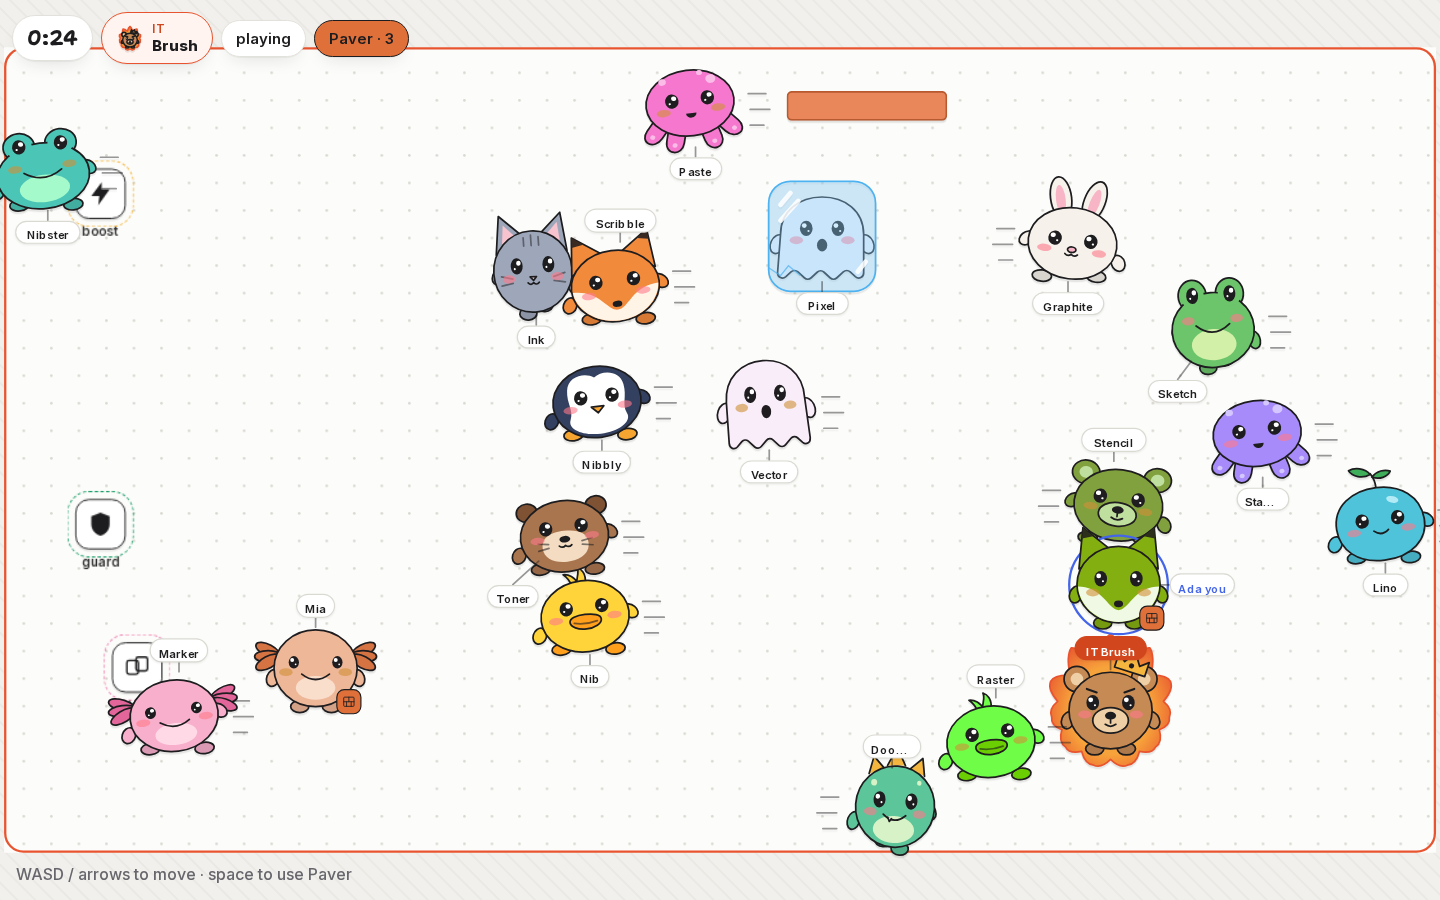 0:24
IT
Brush
playing
Paver · 3
Paste
Nibster
boost
Scribble
Ink
Pixel
Graphite
Sketch
Nibbly
Vector
Stencil
Sta...
Lino
guard
Toner
Ada you
Mia
Marker
Nib
IT Brush
Raster
Doo...
WASD / arrows to move · space to use Paver